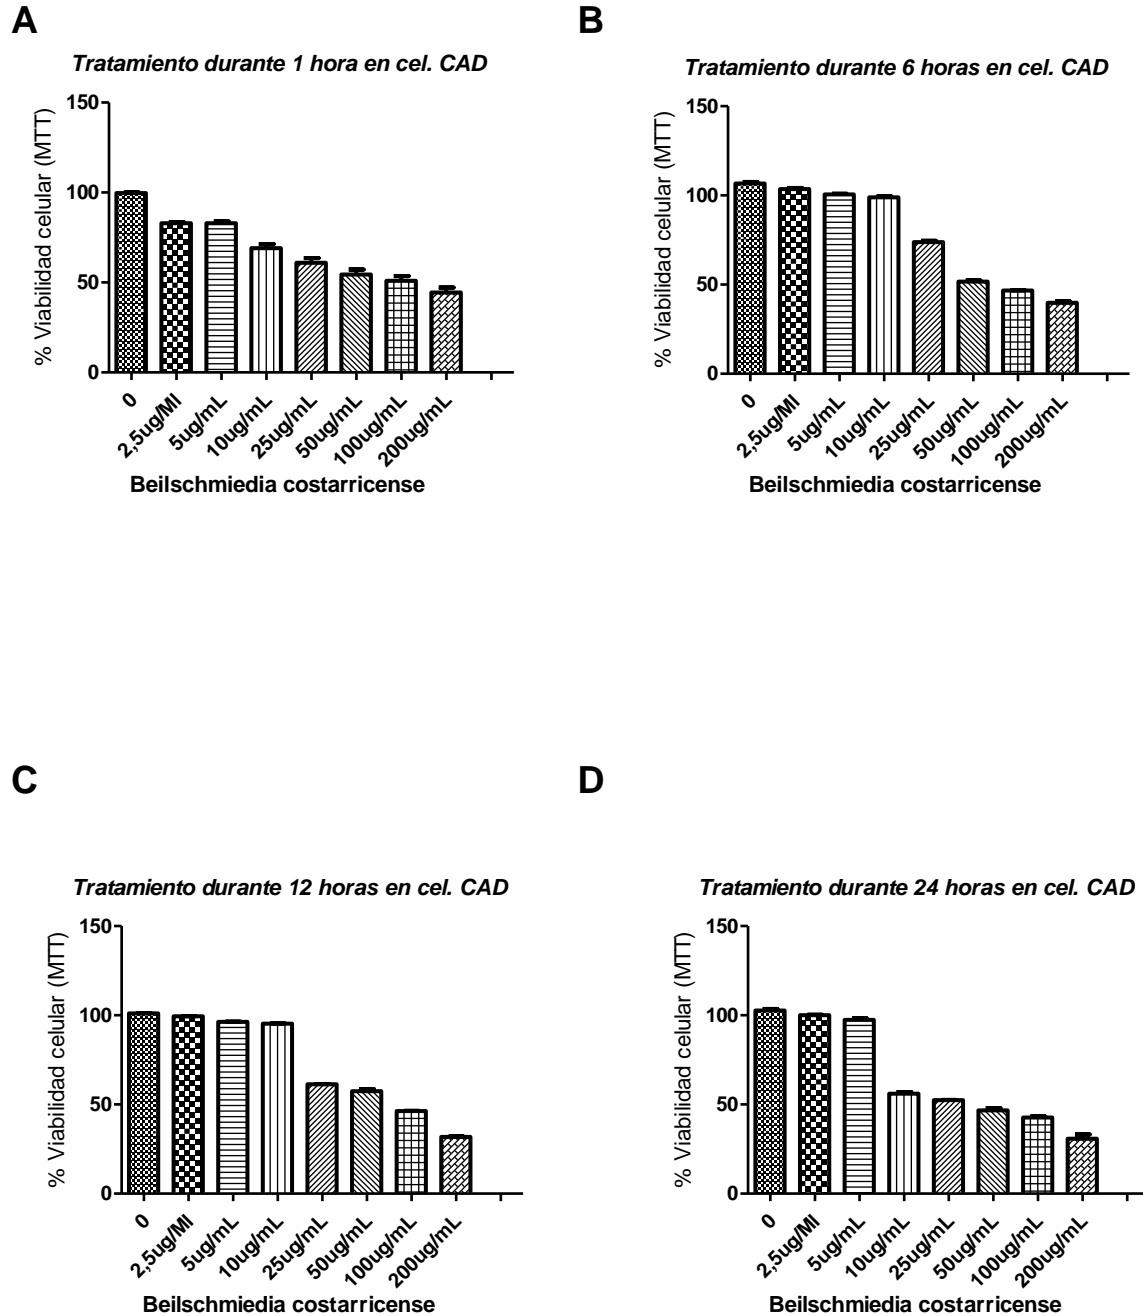 A
Tratamiento durante 1 hora en cel. CAD
% Viabilidad celular (MTT)
150
100
50
0
0
2,5ug/Ml
5ug/mL
10ug/mL
25ug/mL
50ug/mL
100ug/mL
200ug/mL
Beilschmiedia costarricense
B
Tratamiento durante 6 horas en cel. CAD
% Viabilidad celular (MTT)
150
100
50
0
0
2,5ug/Ml
5ug/mL
10ug/mL
25ug/mL
50ug/mL
100ug/mL
200ug/mL
Beilschmiedia costarricense
C
Tratamiento durante 12 horas en cel. CAD
% Viabilidad celular (MTT)
150
100
50
0
0
2,5ug/Ml
5ug/mL
10ug/mL
25ug/mL
50ug/mL
100ug/mL
200ug/mL
Beilschmiedia costarricense
D
Tratamiento durante 24 horas en cel. CAD
% Viabilidad celular (MTT)
150
100
50
0
0
2,5ug/Ml
5ug/mL
10ug/mL
25ug/mL
50ug/mL
100ug/mL
200ug/mL
Beilschmiedia costarricense